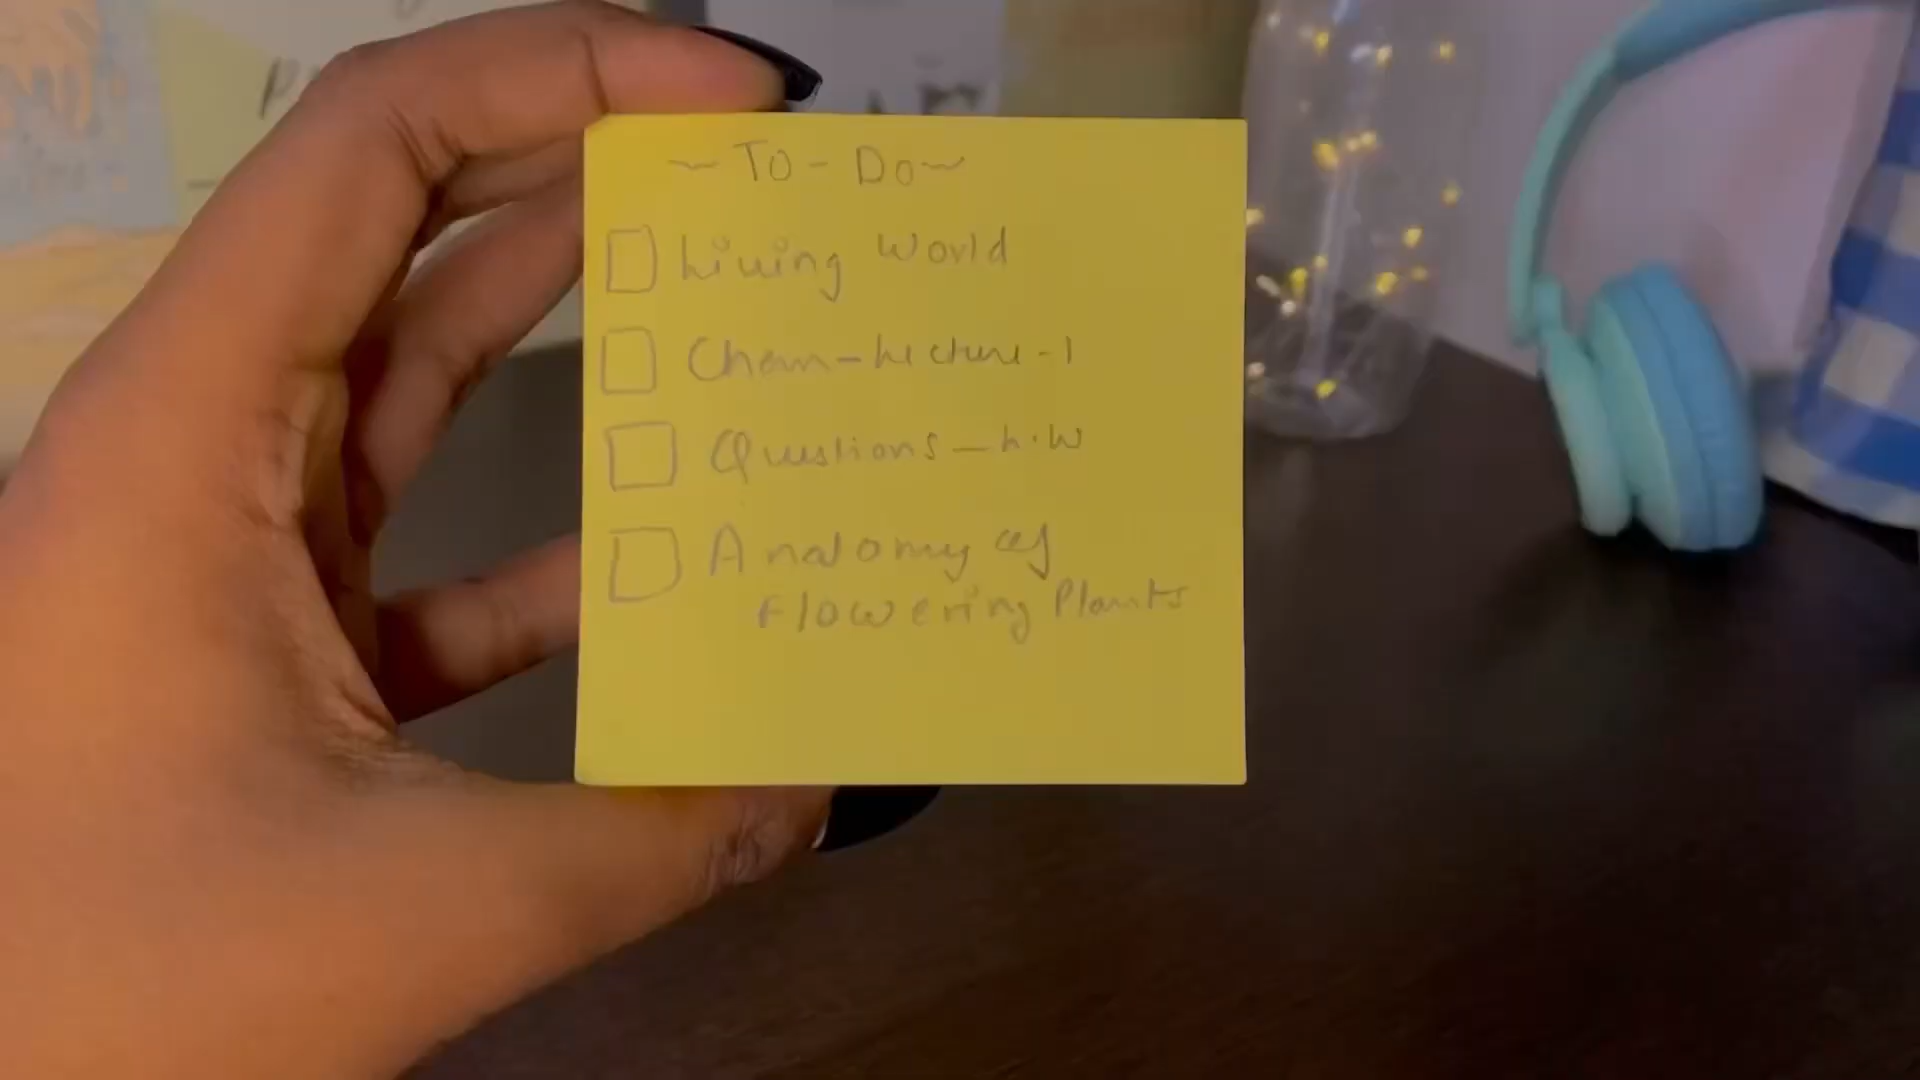 ~ To - Do ~
Living World
Chem - Lecture - 1
Questions - h.w
Anatomy of
Flowering Plants